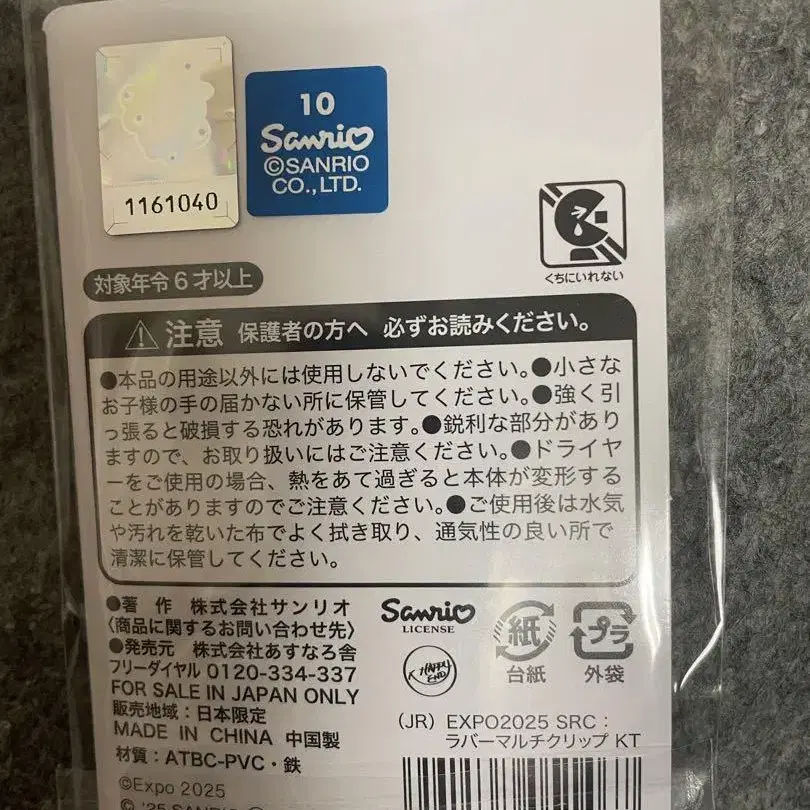 1161040
10
Sanrio
©SANRIO
CO.,LTD.
くちにいれない
対象年令6才以上
注意 保護者の方へ 必ずお読みください。
●本品の用途以外には使用しないでください。●小さな
お子様の手の届かない所に保管してください。●強く引
っ張ると破損する恐れがあります。●鋭利な部分があり
ますので、お取り扱いにはご注意ください。●ドライヤ
ーをご使用の場合、熱をあて過ぎると本体が変形する
ことがありますのでご注意ください。●ご使用後は水気
や汚れを乾いた布でよく拭き取り、通気性の良い所で
清潔に保管してください。
●著 作 株式会社サンリオ
〈商品に関するお問い合わせ先〉
●発売元 株式会社あすなろ舎
フリーダイヤル 0120-334-337
FOR SALE IN JAPAN ONLY
販売地域：日本限定
MADE IN CHINA 中国製
材質：ATBC-PVC・鉄
©Expo 2025
© '25 SANRIO
Sanrio
LICENSE
K HAPPY
END
紙
台紙
プラ
外袋
(JR) EXPO2025 SRC：
ラバーマルチクリップ KT